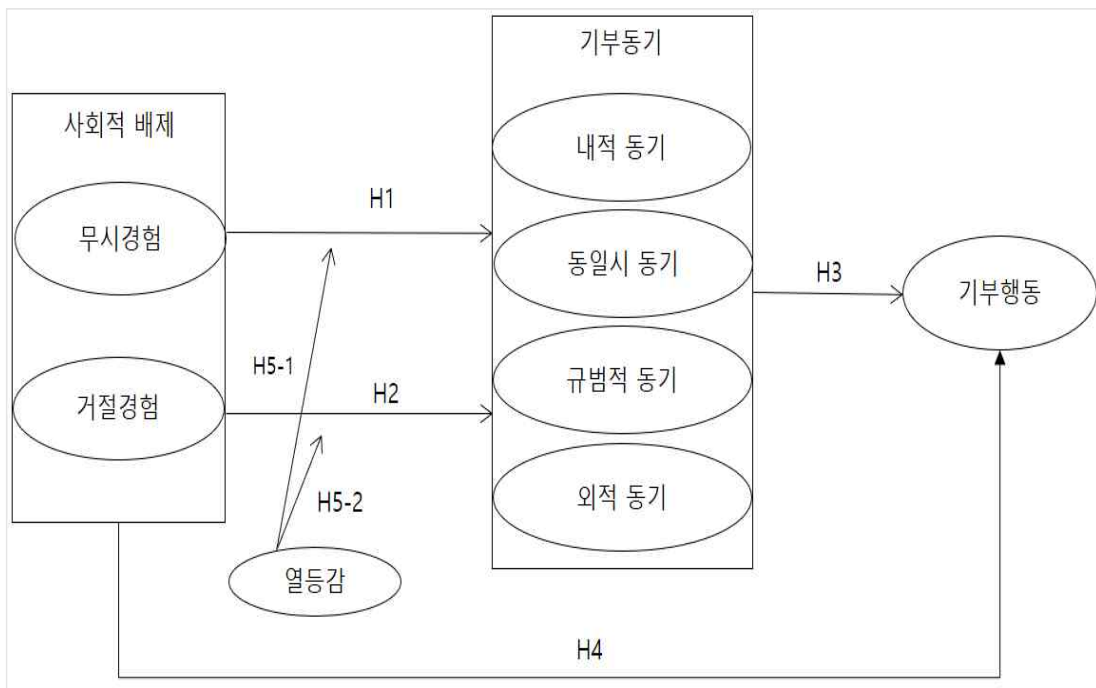 기부동기
사회적 배제
내적 동기
무시경험
H1
동일시 동기
H3
기부행동
H5-1
거절경험
H2
규범적 동기
H5-2
외적 동기
열등감
H4